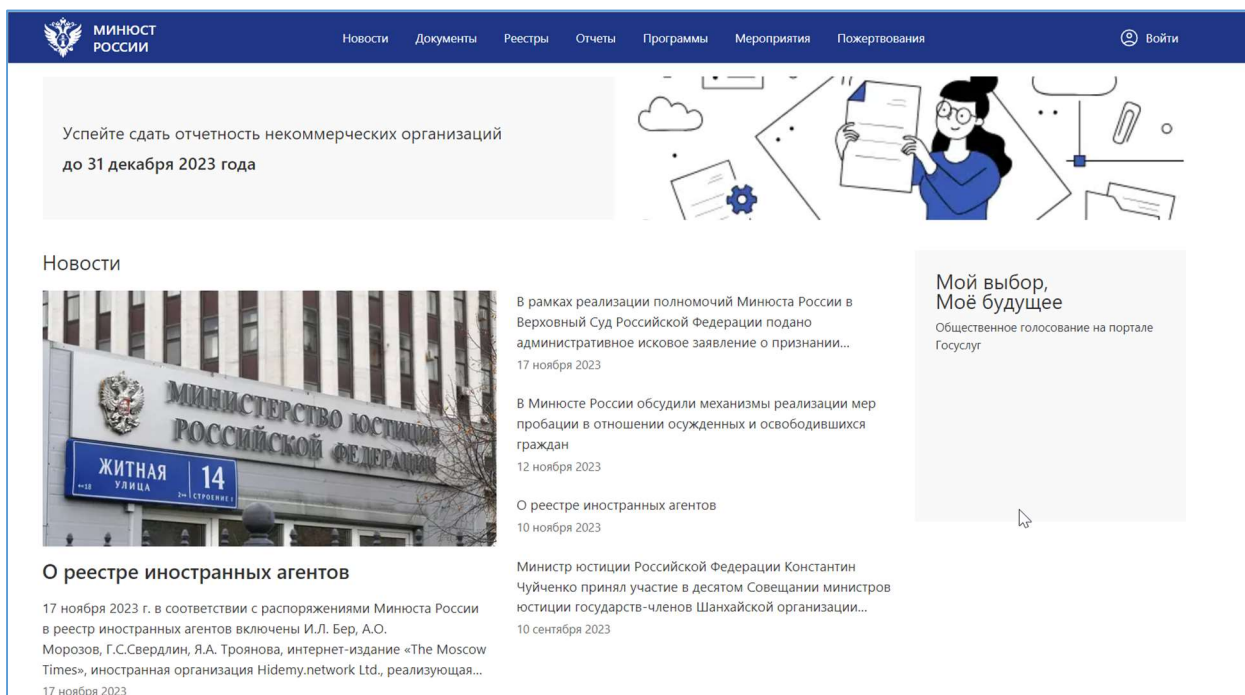 МИНЮСТ
РОССИИ
Новости
Документы
Реестры
Отчеты
Программы
Мероприятия
Пожертвования
Войти
Успейте сдать отчетность некоммерческих организаций
до 31 декабря 2023 года
Новости
МИНИСТЕРСТВО ЮСТИЦИИ
РОССИЙСКОЙ ФЕДЕРАЦИИ
ЖИТНАЯ
УЛИЦА
14
СТРОЕНИЕ 1
О реестре иностранных агентов
17 ноября 2023 г. в соответствии с распоряжениями Минюста России
в реестр иностранных агентов включены И.Л. Бер, А.О.
Морозов, Г.С.Свердлин, Я.А. Троянова, интернет-издание «The Moscow
Times», иностранная организация Hidemy.network Ltd., реализующая...
17 ноября 2023
В рамках реализации полномочий Минюста России в
Верховный Суд Российской Федерации подано
административное исковое заявление о признании...
17 ноября 2023
В Минюсте России обсудили механизмы реализации мер
пробации в отношении осужденных и освободившихся
граждан
12 ноября 2023
О реестре иностранных агентов
10 ноября 2023
Министр юстиции Российской Федерации Константин
Чуйченко принял участие в десятом Совещании министров
юстиции государств-членов Шанхайской организации...
10 сентября 2023
Мой выбор,
Моё будущее
Общественное голосование на портале
Госуслуг